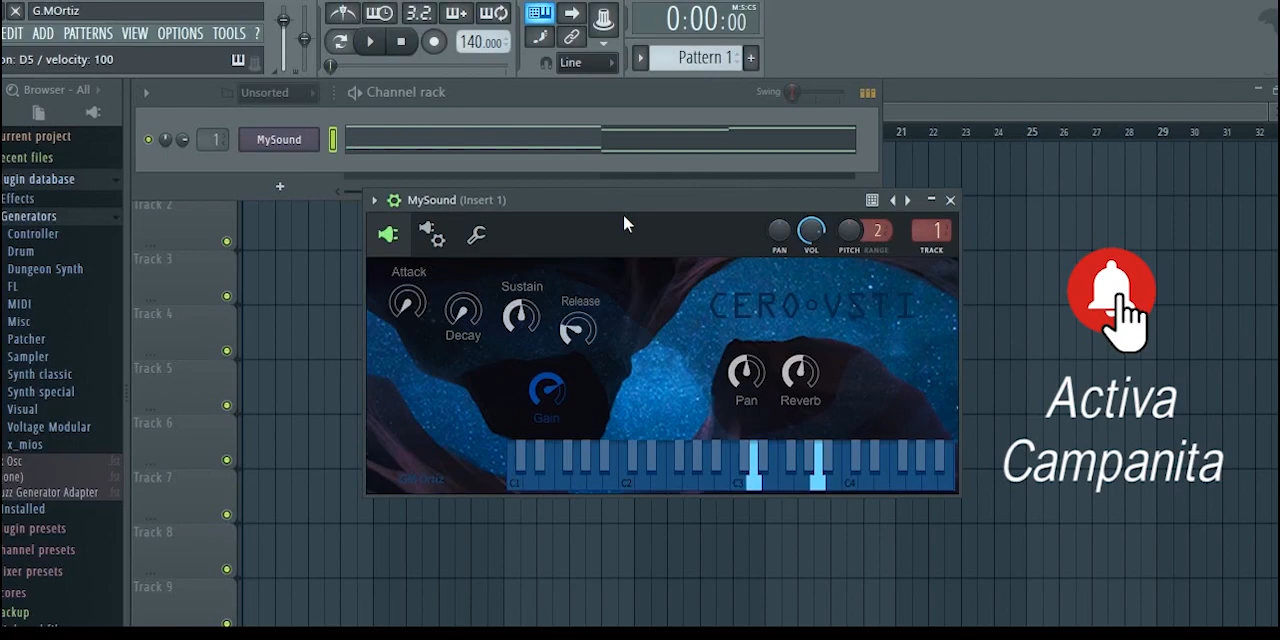 G.MOrtiz
EDIT ADD PATTERNS VIEW OPTIONS TOOLS ?
on: D5 / velocity: 100
3.2.
140.000
Line
0:00:00
M:S:CS
Pattern 1
Browser - All
Unsorted
Channel rack
Swing
1
MySound
urrent project
ecent files
lugin database
Effects
Generators
Controller
Drum
Dungeon Synth
FL
MIDI
Misc
Patcher
Sampler
Synth classic
Synth special
Visual
Voltage Modular
x_mios
Osc
one)
uzz Generator Adapter
Installed
lugin presets
hannel presets
ixer presets
cores
ackup
Track 2
Track 3
Track 4
Track 5
Track 6
Track 7
Track 8
Track 9
21 22 23 24 25 26 27 28 29 30 31 32
MySound (Insert 1)
2
1
PAN VOL PITCH RANGE TRACK
Attack
Decay
Sustain
Release
Gain
CERO VSTI
Pan
Reverb
G.MOrtiz
C1 C2 C3 C4
Activa
Campanita